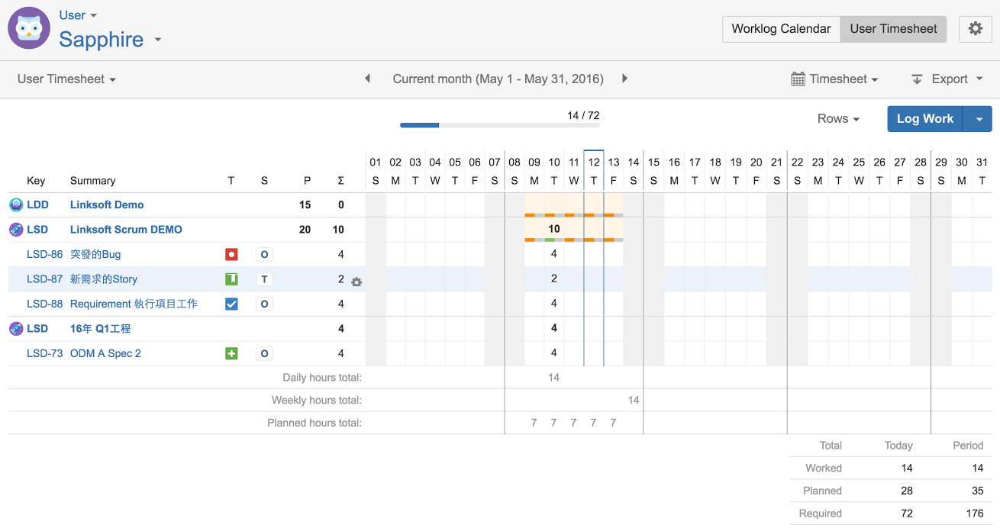 User
Sapphire
Worklog Calendar User Timesheet
User Timesheet Current month (May 1 - May 31, 2016) Timesheet Export
14 / 72
Rows Log Work
01 02 03 04 05 06 07 08 09 10 11 12 13 14 15 16 17 18 19 20 21 22 23 24 25 26 27 28 29 30 31
Key Summary T S P Σ S M T W T F S S M T W T F S S M T W T F S S M T W T F S S M T
LDD Linksoft Demo 15 0
LSD Linksoft Scrum DEMO 20 10 10
LSD-86 突發的Bug O 4 4
LSD-87 新需求的Story T 2 2
LSD-88 Requirement 執行項目工作 O 4 4
LSD 16年 Q1工程 4 4
LSD-73 ODM A Spec 2 O 4 4
Daily hours total: 14
Weekly hours total: 14
Planned hours total: 7 7 7 7 7
Total Today Period
Worked 14 14
Planned 28 35
Required 72 176